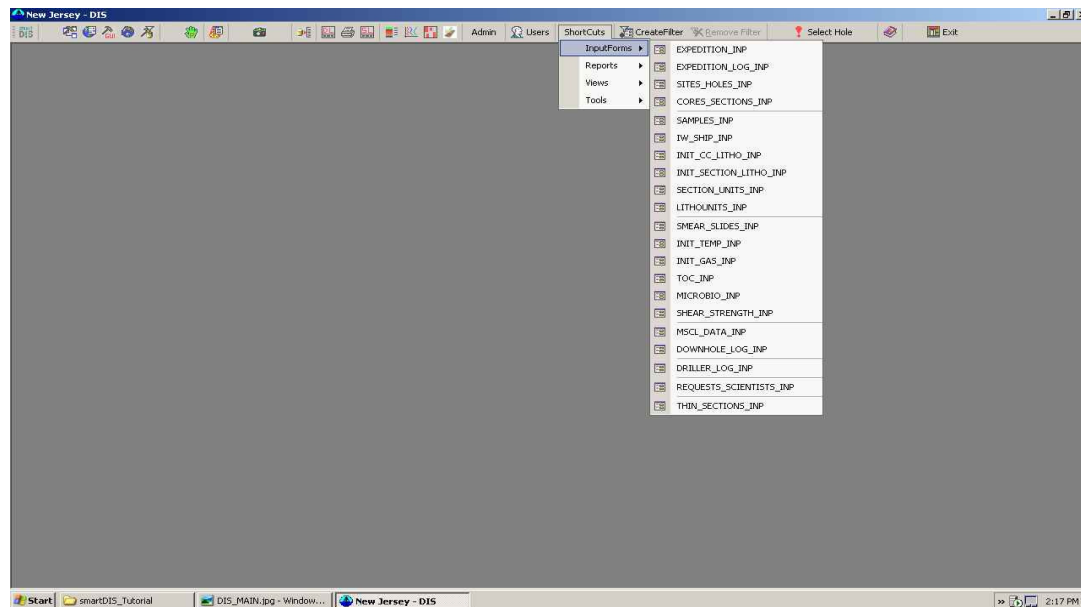 New Jersey - DIS
DIS Admin Users ShortCuts CreateFilter Remove Filter Select Hole Exit
InputForms
Reports
Views
Tools
EXPEDITION_INP
EXPEDITION_LOG_INP
SITES_HOLES_INP
CORES_SECTIONS_INP
SAMPLES_INP
IW_SHIP_INP
INIT_CC_LITHO_INP
INIT_SECTION_LITHO_INP
SECTION_UNITS_INP
LITHOUNITS_INP
SMEAR_SLIDES_INP
INIT_TEMP_INP
INIT_GAS_INP
TOC_INP
MICROBIO_INP
SHEAR_STRENGTH_INP
MSCL_DATA_INP
DOWNHOLE_LOG_INP
DRILLER_LOG_INP
REQUESTS_SCIENTISTS_INP
THIN_SECTIONS_INP
Start smartDIS_Tutorial DIS_MAIN.jpg - Window... New Jersey - DIS » 2:17 PM